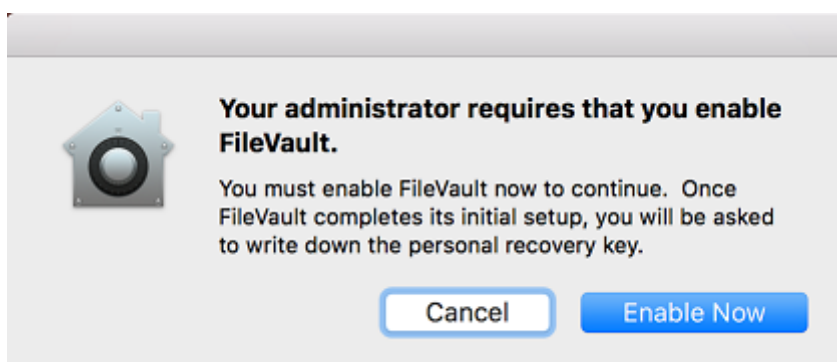 Your administrator requires that you enable
FileVault.
You must enable FileVault now to continue. Once
FileVault completes its initial setup, you will be asked
to write down the personal recovery key.
Cancel
Enable Now